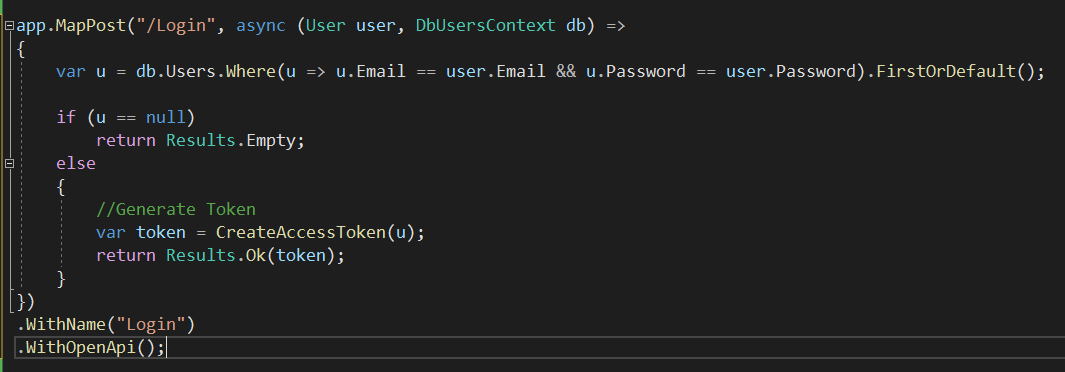 app.MapPost("/Login", async (User user, DbUsersContext db) =>
{
    var u = db.Users.Where(u => u.Email == user.Email && u.Password == user.Password).FirstOrDefault();

    if (u == null)
        return Results.Empty;
    else
    {
        //Generate Token
        var token = CreateAccessToken(u);
        return Results.Ok(token);
    }
})
.WithName("Login")
.WithOpenApi();